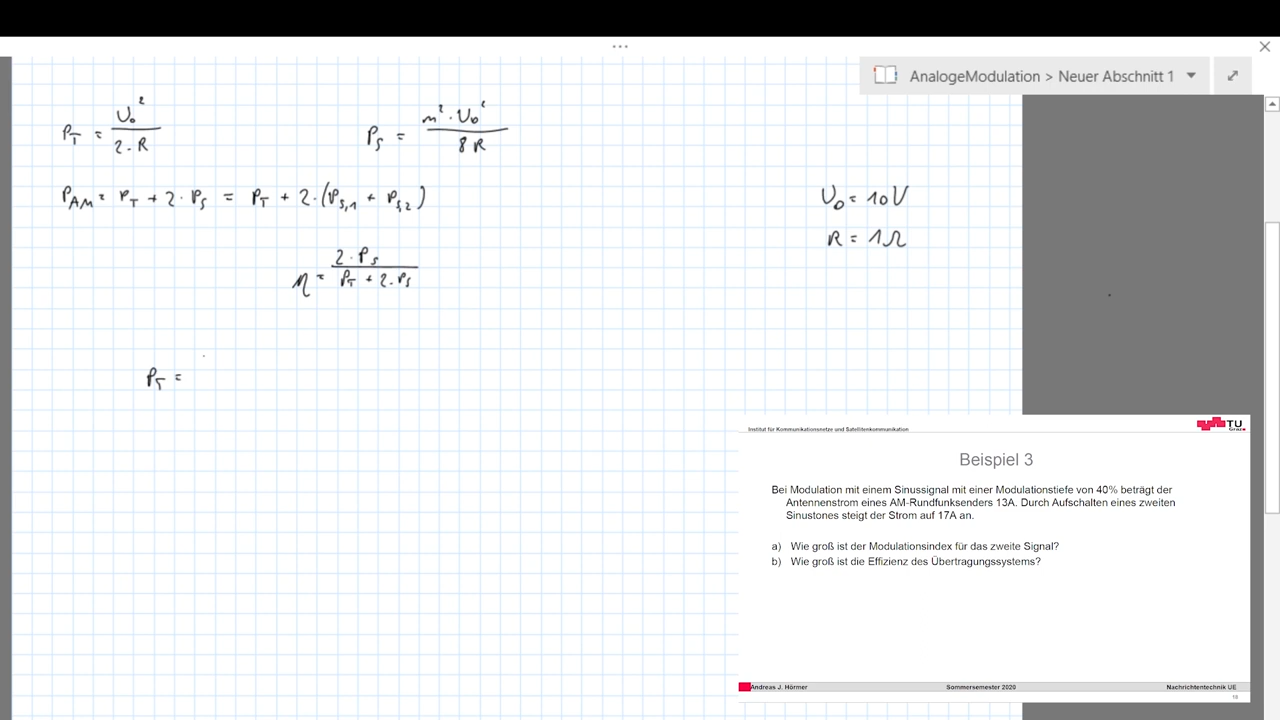 AnalogeModulation > Neuer Abschnitt 1
P_T = U_0² / 2·R
P_S = m²·U_0² / 8R
P_AM = P_T + 2·P_S = P_T + 2·(P_S,1 + P_S,2)
U_0 = 10V
R = 1Ω
η = 2·P_S / P_T + 2·P_S
P_T =
Institut für Kommunikationsnetze und Satellitenkommunikation
TU
Graz
Beispiel 3
Bei Modulation mit einem Sinussignal mit einer Modulationstiefe von 40% beträgt der
Antennenstrom eines AM-Rundfunksenders 13A. Durch Aufschalten eines zweiten
Sinustones steigt der Strom auf 17A an.
a) Wie groß ist der Modulationsindex für das zweite Signal?
b) Wie groß ist die Effizienz des Übertragungssystems?
Andreas J. Hörmer Sommersemester 2020 Nachrichtentechnik UE